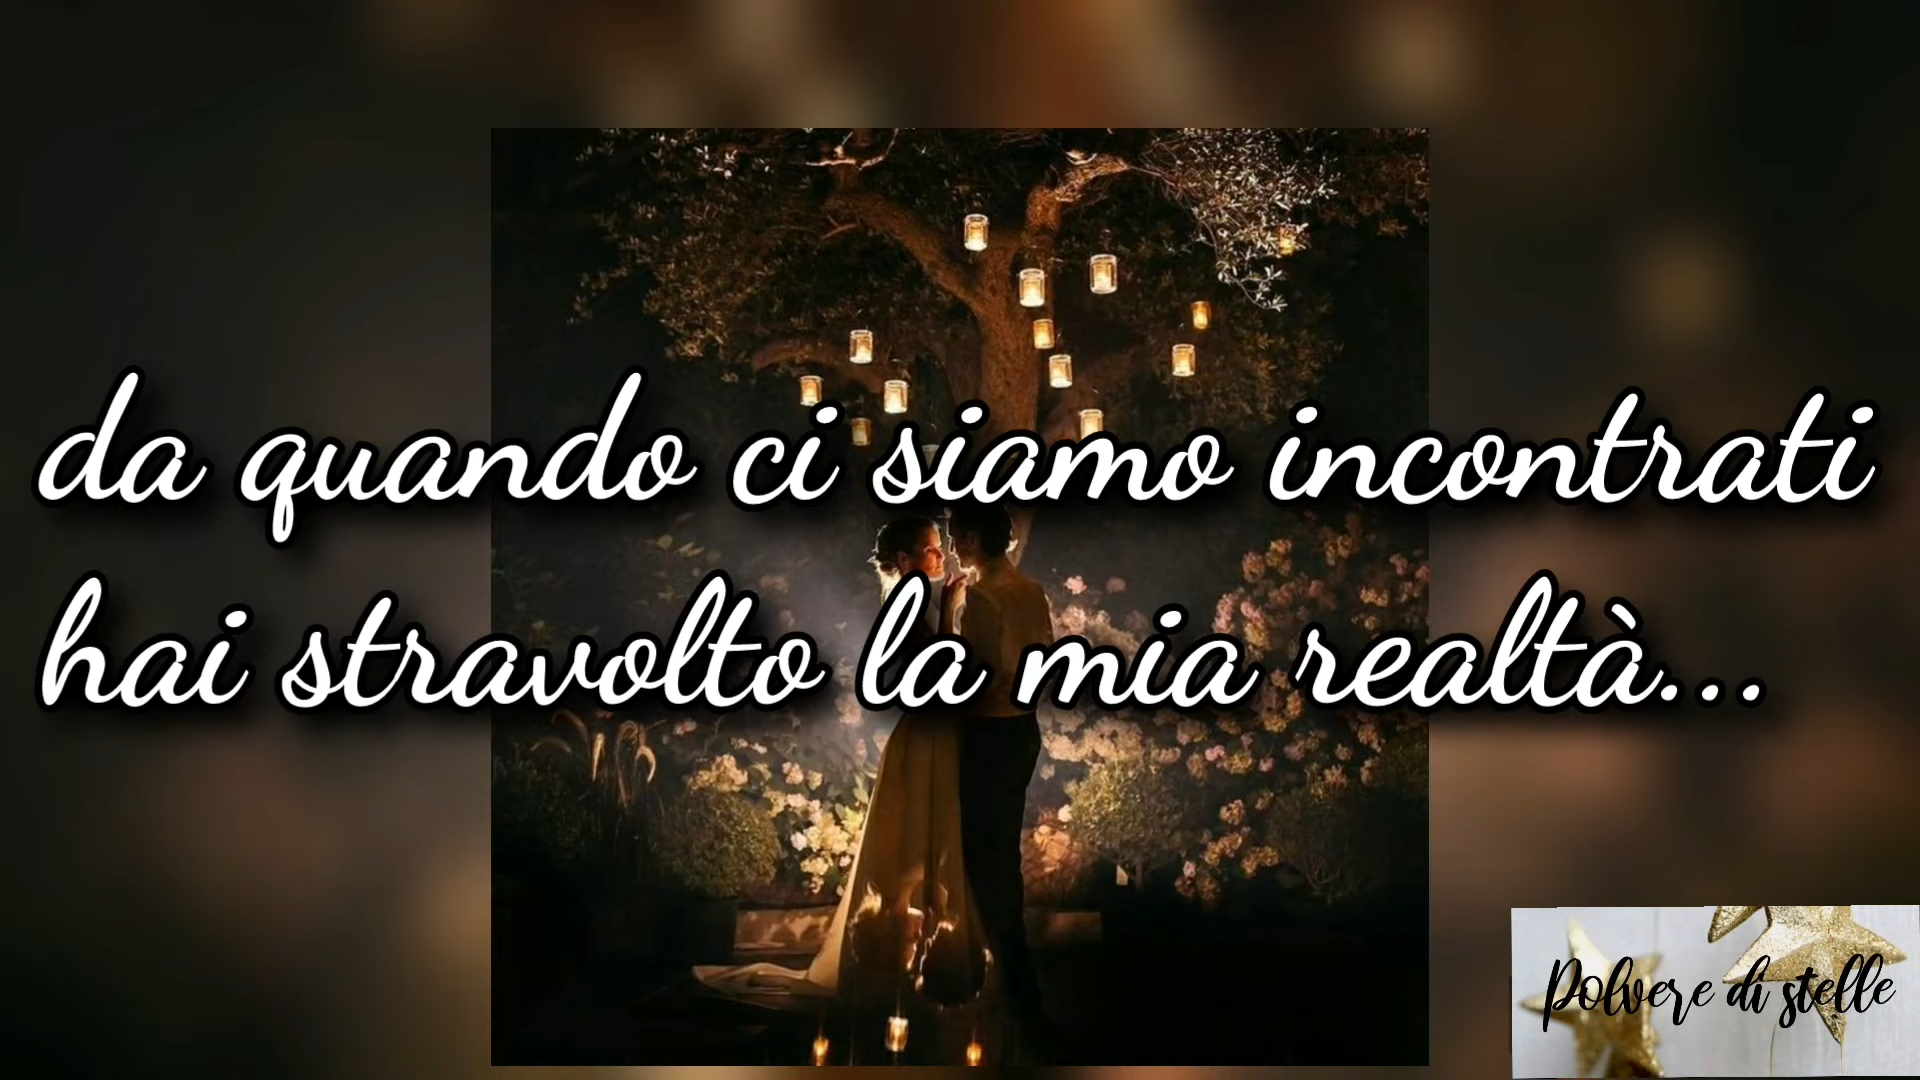 da quando ci siamo incontrati
hai stravolto la mia realtà...
Polvere di stelle